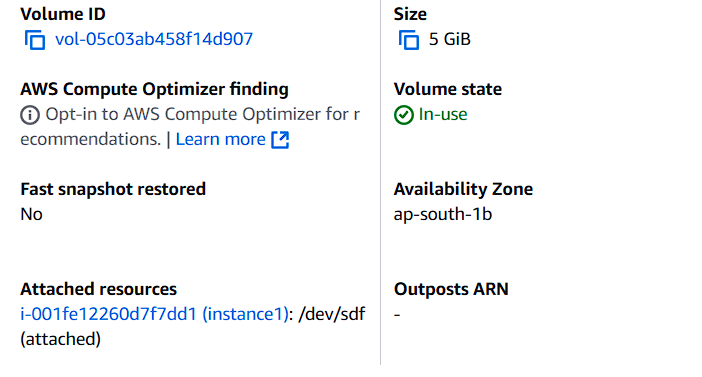 Volume ID
vol-05c03ab458f14d907
Size
5 GiB
AWS Compute Optimizer finding
Opt-in to AWS Compute Optimizer for r
ecommendations. | Learn more
Volume state
In-use
Fast snapshot restored
No
Availability Zone
ap-south-1b
Attached resources
i-001fe12260d7f7dd1 (instance1): /dev/sdf
(attached)
Outposts ARN
-